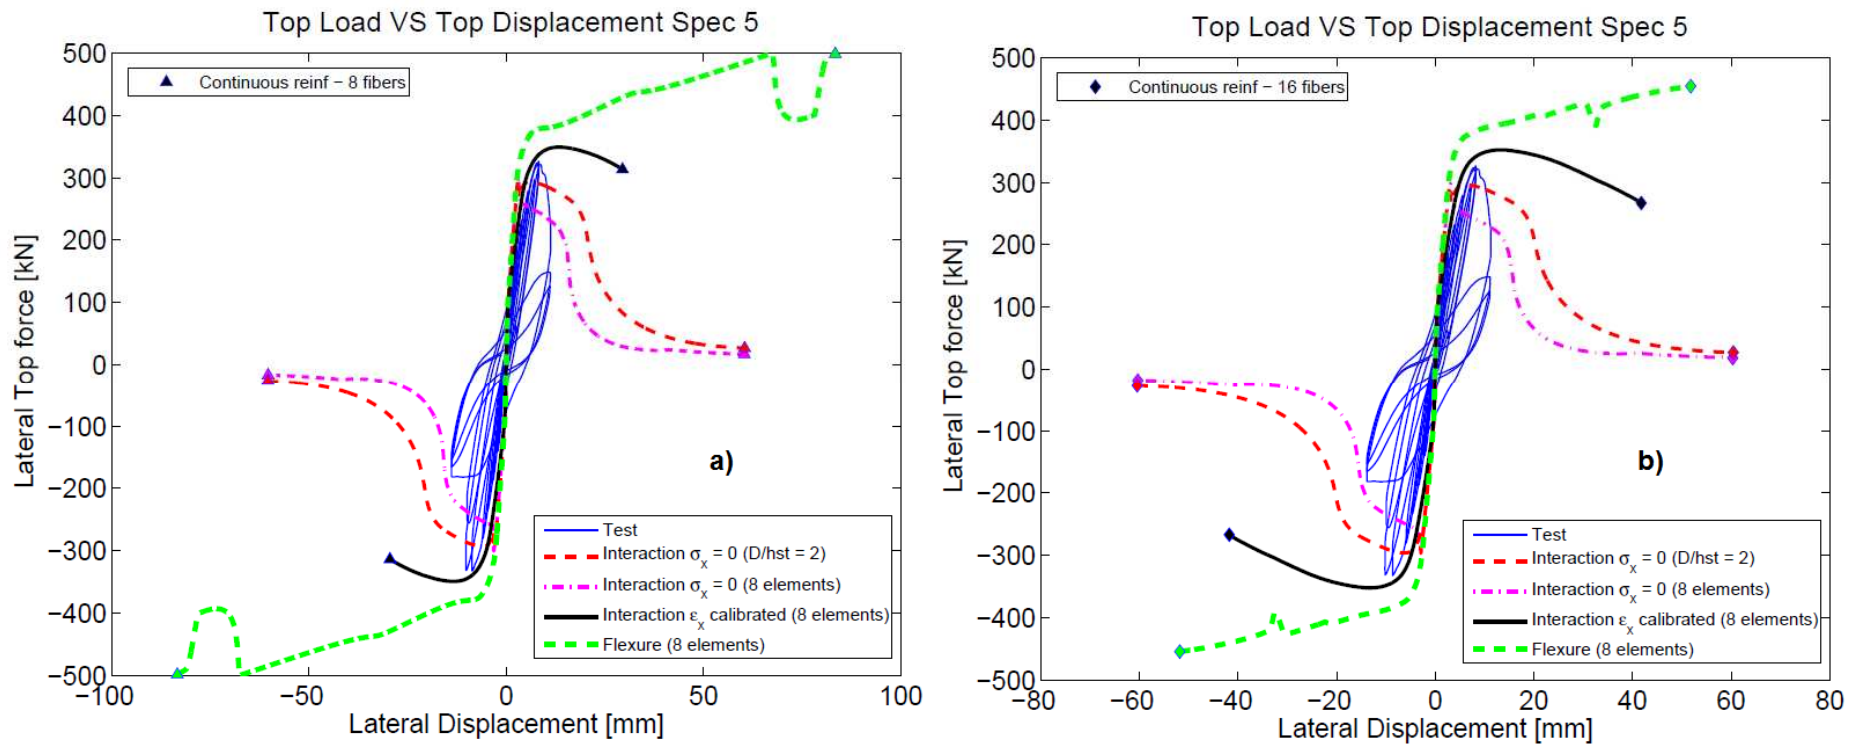 Top Load VS Top Displacement Spec 5
Continuous reinf − 8 fibers
500
400
300
200
100
0
−100
−200
−300
−400
−500
Lateral Top force [kN]
a)
Test
Interaction σx = 0 (D/hst = 2)
Interaction σx = 0 (8 elements)
Interaction εx calibrated (8 elements)
Flexure (8 elements)
−100
−50
0
50
100
Lateral Displacement [mm]
Top Load VS Top Displacement Spec 5
Continuous reinf − 16 fibers
500
400
300
200
100
0
−100
−200
−300
−400
−500
Lateral Top force [kN]
b)
Test
Interaction σx = 0 (D/hst = 2)
Interaction σx = 0 (8 elements)
Interaction εx calibrated (8 elements)
Flexure (8 elements)
−80
−60
−40
−20
0
20
40
60
80
Lateral Displacement [mm]